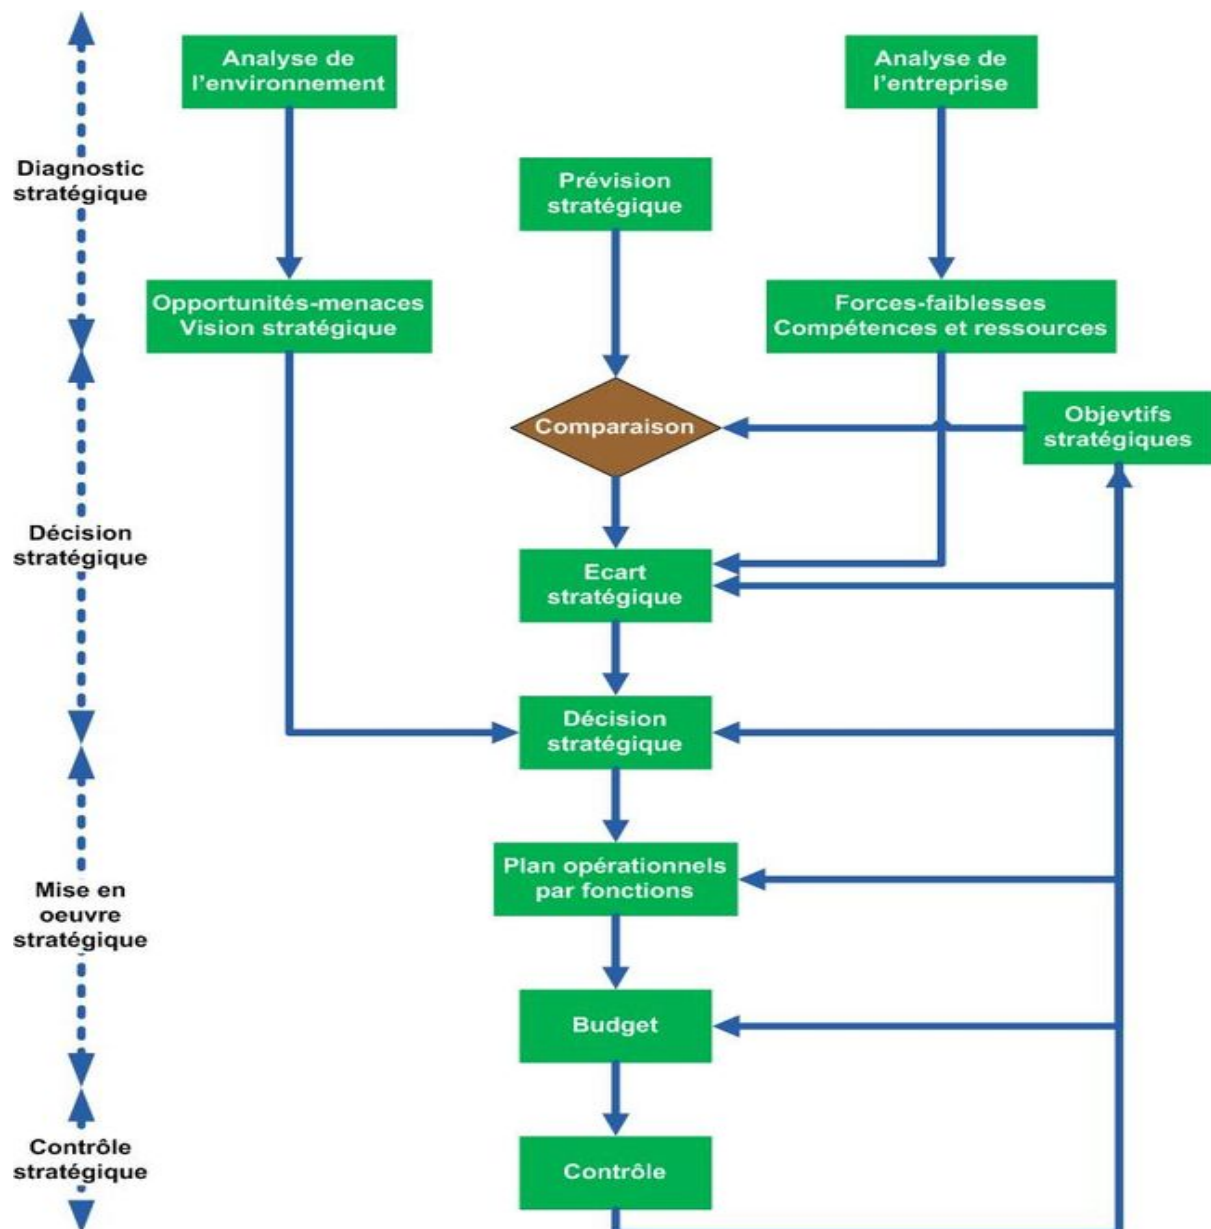 Analyse de
l'environnement
Analyse de
l'entreprise
Diagnostic
stratégique
Prévision
stratégique
Opportunités-menaces
Vision stratégique
Forces-faiblesses
Compétences et ressources
Comparaison
Objevtifs
stratégiques
Décision
stratégique
Ecart
stratégique
Décision
stratégique
Plan opérationnels
par fonctions
Mise en
oeuvre
stratégique
Budget
Contrôle
stratégique
Contrôle